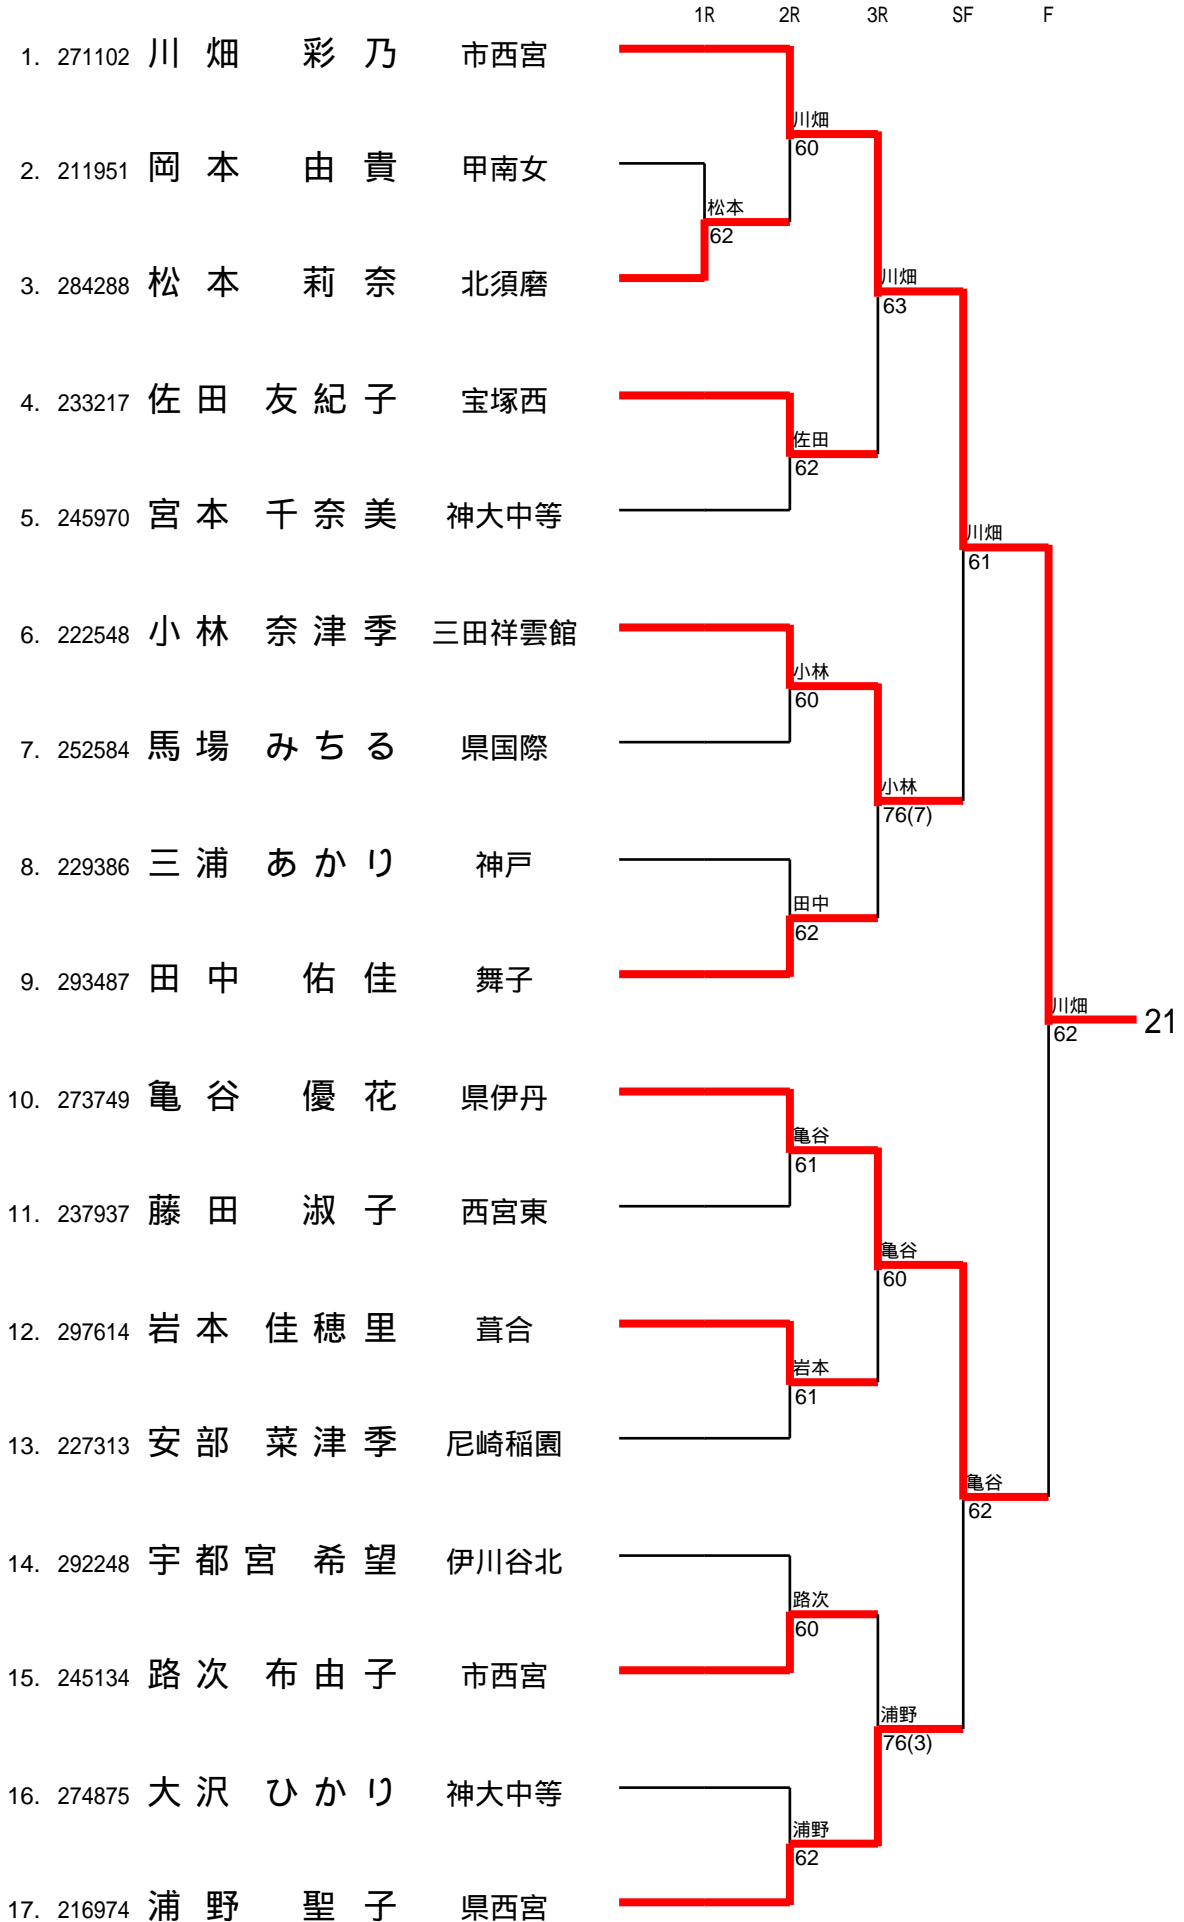 1R 2R 3R SF F
1. 271102 川畑 彩乃 市西宮
川畑
60
2. 211951 岡本 由貴 甲南女
松本
62
3. 284288 松本 莉奈 北須磨
川畑
63
4. 233217 佐田 友紀子 宝塚西
佐田
62
5. 245970 宮本 千奈美 神大中等
川畑
61
6. 222548 小林 奈津季 三田祥雲館
小林
60
7. 252584 馬場 みちる 県国際
小林
76(7)
8. 229386 三浦 あかり 神戸
田中
62
9. 293487 田中 佑佳 舞子
川畑
62
21
10. 273749 亀谷 優花 県伊丹
亀谷
61
11. 237937 藤田 淑子 西宮東
亀谷
60
12. 297614 岩本 佳穂里 葺合
岩本
61
13. 227313 安部 菜津季 尼崎稲園
亀谷
62
14. 292248 宇都宮 希望 伊川谷北
路次
60
15. 245134 路次 布由子 市西宮
浦野
76(3)
16. 274875 大沢 ひかり 神大中等
浦野
62
17. 216974 浦野 聖子 県西宮